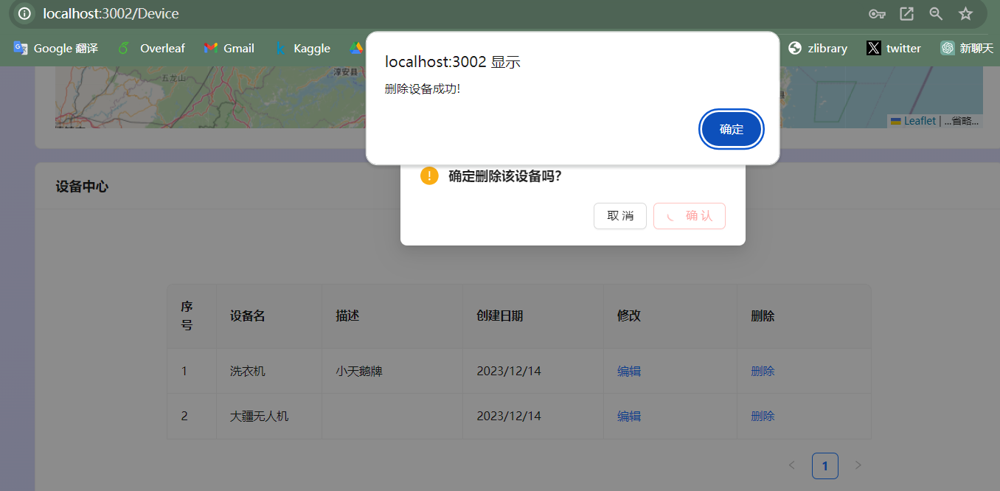 localhost:3002/Device
Google 翻译 Overleaf Gmail Kaggle zlibrary twitter 新聊天
localhost:3002 显示
删除设备成功!
确定
五龙山
淳安县
Leaflet | ...省略...
设备中心
确定删除该设备吗?
取 消 确 认
序号 设备名 描述 创建日期 修改 删除
1 洗衣机 小天鹅牌 2023/12/14 编辑 删除
2 大疆无人机 2023/12/14 编辑 删除
< 1 >